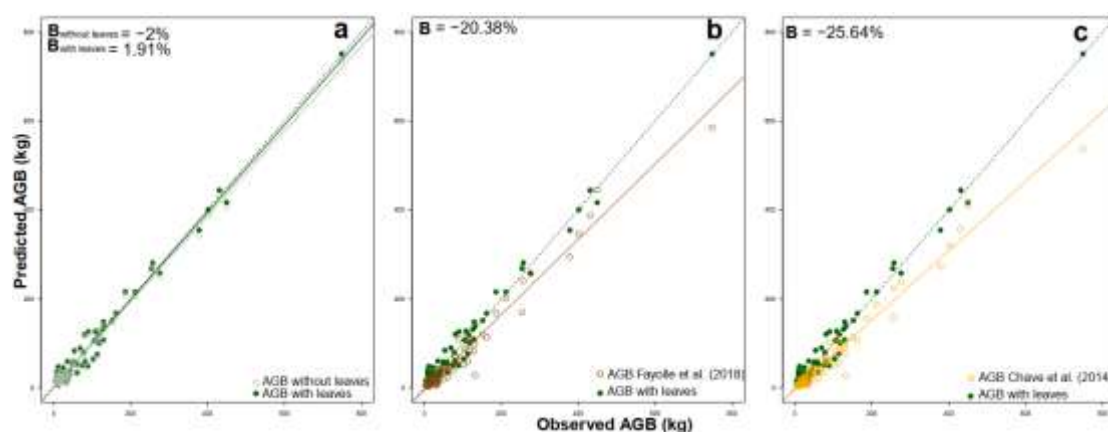 B without leaves = −2%
B with leaves = 1.91%
a
AGB without leaves
AGB with leaves
B = −20.38%
b
AGB Fayolle et al. (2018)
AGB with leaves
B = −25.64%
c
AGB Chave et al. (2014
AGB with leaves
Predicted AGB (kg)
Observed AGB (kg)